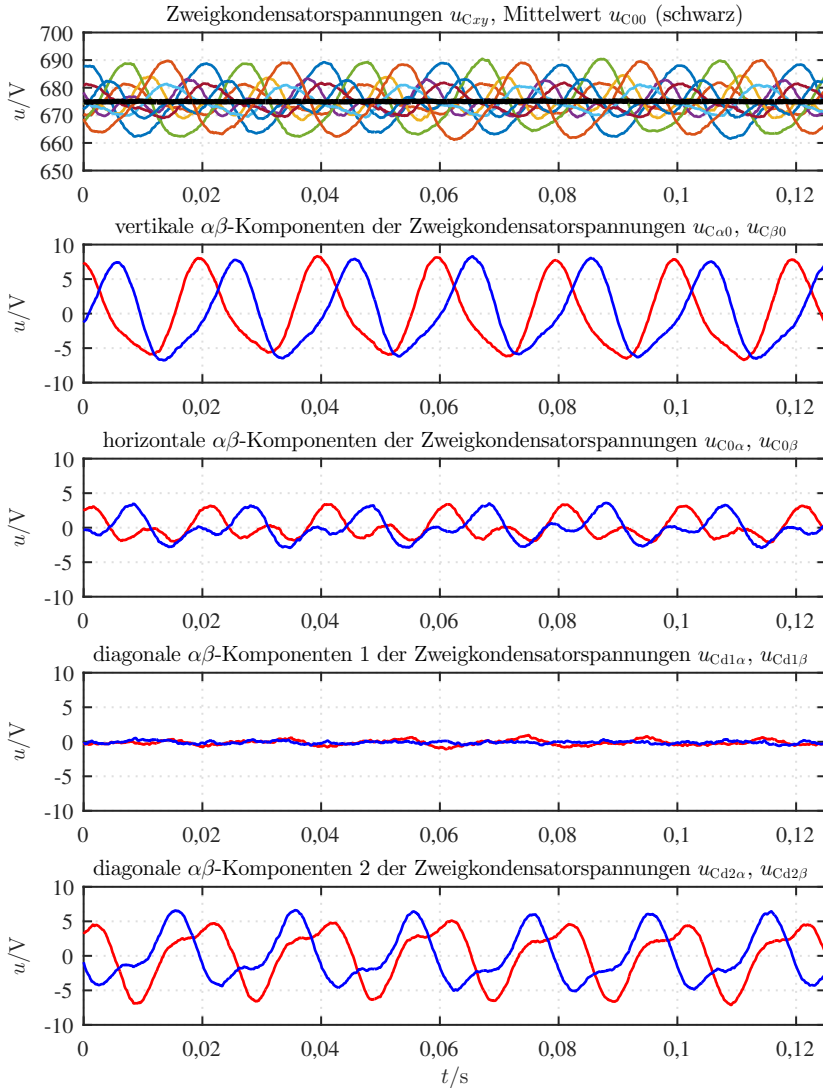 Zweigkondensatorspannungen u_Cxy, Mittelwert u_C00 (schwarz)
700
690
680
670
660
650
u/V
0 0,02 0,04 0,06 0,08 0,1 0,12
vertikale αβ-Komponenten der Zweigkondensatorspannungen u_Cα0, u_Cβ0
10
5
0
-5
-10
u/V
0 0,02 0,04 0,06 0,08 0,1 0,12
horizontale αβ-Komponenten der Zweigkondensatorspannungen u_C0α, u_C0β
10
5
0
-5
-10
u/V
0 0,02 0,04 0,06 0,08 0,1 0,12
diagonale αβ-Komponenten 1 der Zweigkondensatorspannungen u_Cd1α, u_Cd1β
10
5
0
-5
-10
u/V
0 0,02 0,04 0,06 0,08 0,1 0,12
diagonale αβ-Komponenten 2 der Zweigkondensatorspannungen u_Cd2α, u_Cd2β
10
5
0
-5
-10
u/V
0 0,02 0,04 0,06 0,08 0,1 0,12
t/s